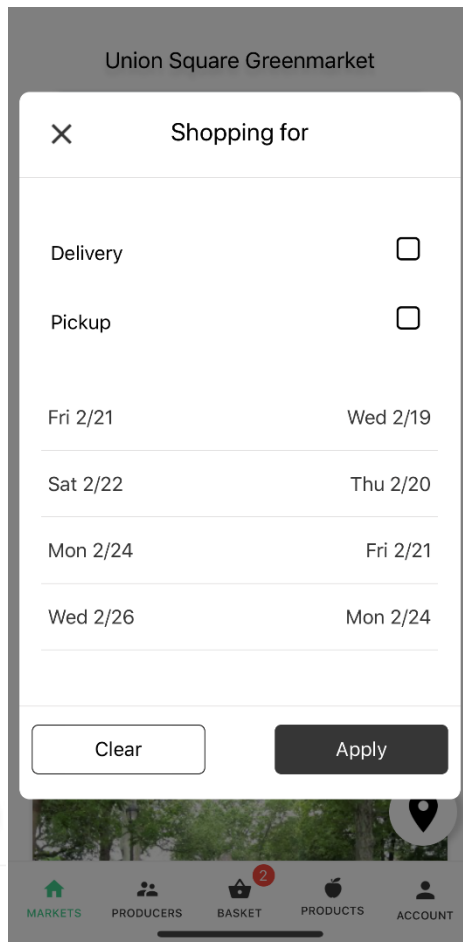 Union Square Greenmarket
Shopping for
Delivery
Pickup
Fri 2/21 Wed 2/19
Sat 2/22 Thu 2/20
Mon 2/24 Fri 2/21
Wed 2/26 Mon 2/24
Clear Apply
2
MARKETS PRODUCERS BASKET PRODUCTS ACCOUNT